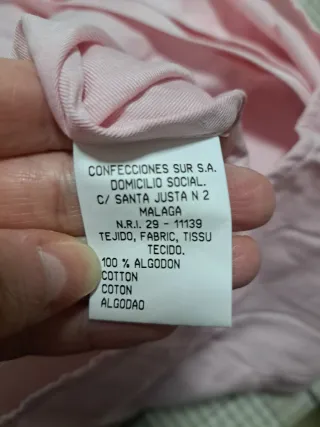 CONFECCIONES SUR S.A.
DOMICILIO SOCIAL.
C/ SANTA JUSTA N 2
MALAGA
N.R.I. 29 - 11139
TEJIDO, FABRIC, TISSU
TECIDO.
100 % ALGODON
COTTON
COTON
ALGODAO